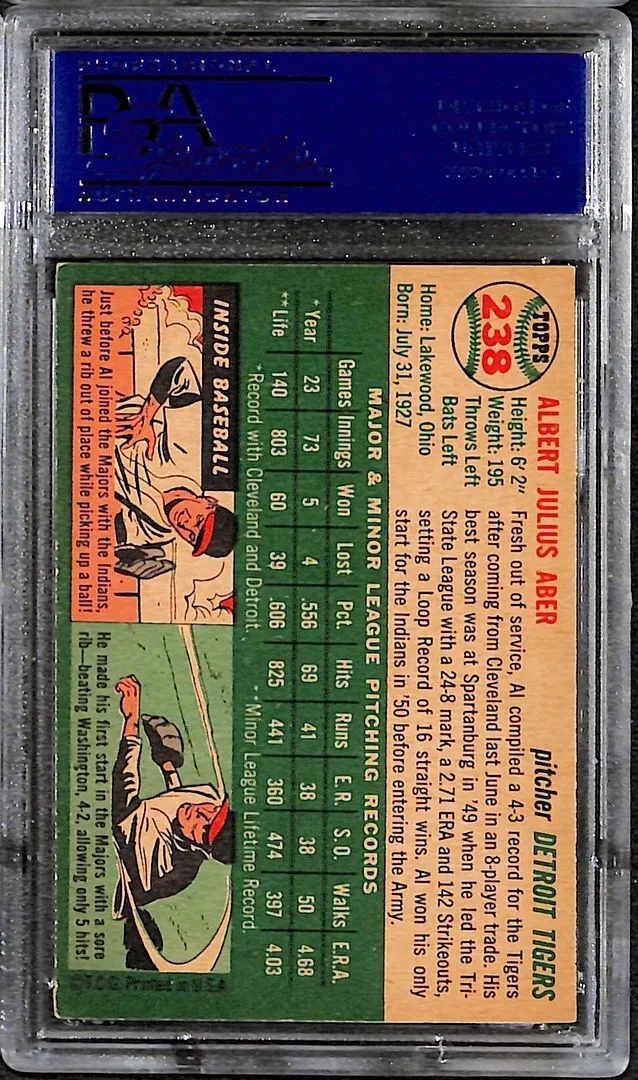 PSA
TOPPS
238
ALBERT JULIUS ABER
pitcher DETROIT TIGERS
Height: 6' 2"
Weight: 195
Throws Left
Bats Left
Home: Lakewood, Ohio
Born: July 31, 1927
Fresh out of service, Al compiled a 4-3 record for the Tigers
after coming from Cleveland last June in an 8-player trade. His
best season was at Spartanburg in '49 when he led the Tri-
State League with a 24-8 mark, a 2.71 ERA and 142 Strikeouts,
setting a Loop Record of 16 straight wins. Al won his only
start for the Indians in '50 before entering the Army.
MAJOR & MINOR LEAGUE PITCHING RECORDS
Games Innings Won Lost Pct. Hits Runs E.R. S.O. Walks E.R.A.
*Year 23 73 5 4 .556 69 41 38 38 50 4.68
**Life 140 803 60 39 .606 825 441 360 474 397 4.03
*Record with Cleveland and Detroit. **Minor League Lifetime Record.
INSIDE BASEBALL
Just before Al joined the Majors with the Indians,
he threw a rib out of place while picking up a ball!
He made his first start in the Majors with a sore
rib—beating Washington, 4-2, allowing only 5 hits!
©T.C.G. Printed in U.S.A.